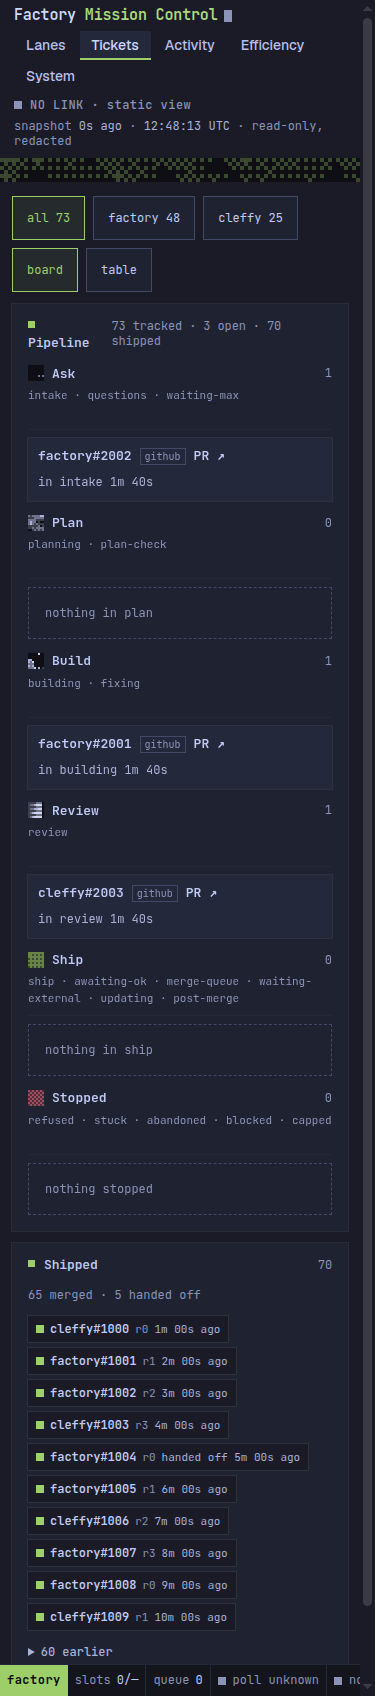 Factory Mission Control
Lanes Tickets Activity Efficiency
System
NO LINK · static view
snapshot 0s ago · 12:48:13 UTC · read-only,
redacted
all 73 factory 48 cleffy 25
board table
Pipeline 73 tracked · 3 open · 70
shipped
Ask 1
intake · questions · waiting-max
factory#2002 github PR ↗
in intake 1m 40s
Plan 0
planning · plan-check
nothing in plan
Build 1
building · fixing
factory#2001 github PR ↗
in building 1m 40s
Review 1
review
cleffy#2003 github PR ↗
in review 1m 40s
Ship 0
ship · awaiting-ok · merge-queue · waiting-
external · updating · post-merge
nothing in ship
Stopped 0
refused · stuck · abandoned · blocked · capped
nothing stopped
Shipped 70
65 merged · 5 handed off
cleffy#1000 r0 1m 00s ago
factory#1001 r1 2m 00s ago
factory#1002 r2 3m 00s ago
cleffy#1003 r3 4m 00s ago
factory#1004 r0 handed off 5m 00s ago
factory#1005 r1 6m 00s ago
cleffy#1006 r2 7m 00s ago
factory#1007 r3 8m 00s ago
factory#1008 r0 9m 00s ago
cleffy#1009 r1 10m 00s ago
▶ 60 earlier
factory slots 0/— queue 0 poll unknown